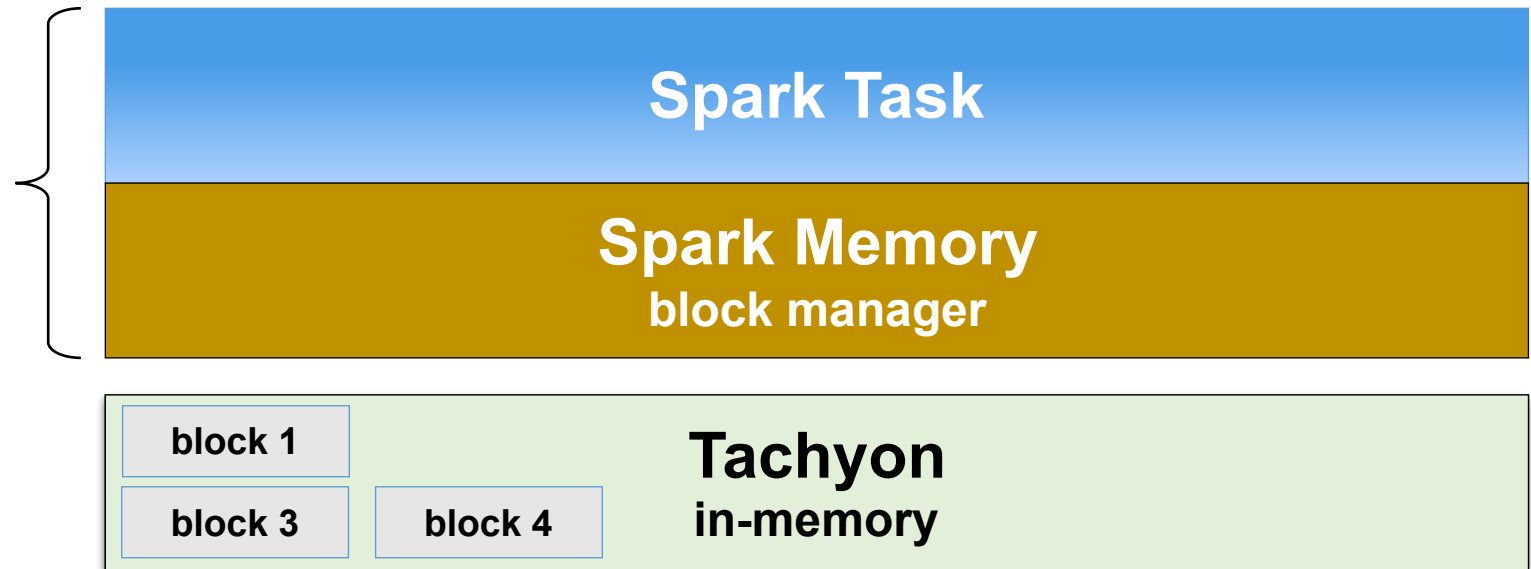 Spark Task
Spark Memory
block manager
block 1
Tachyon
block 3
block 4
in-memory